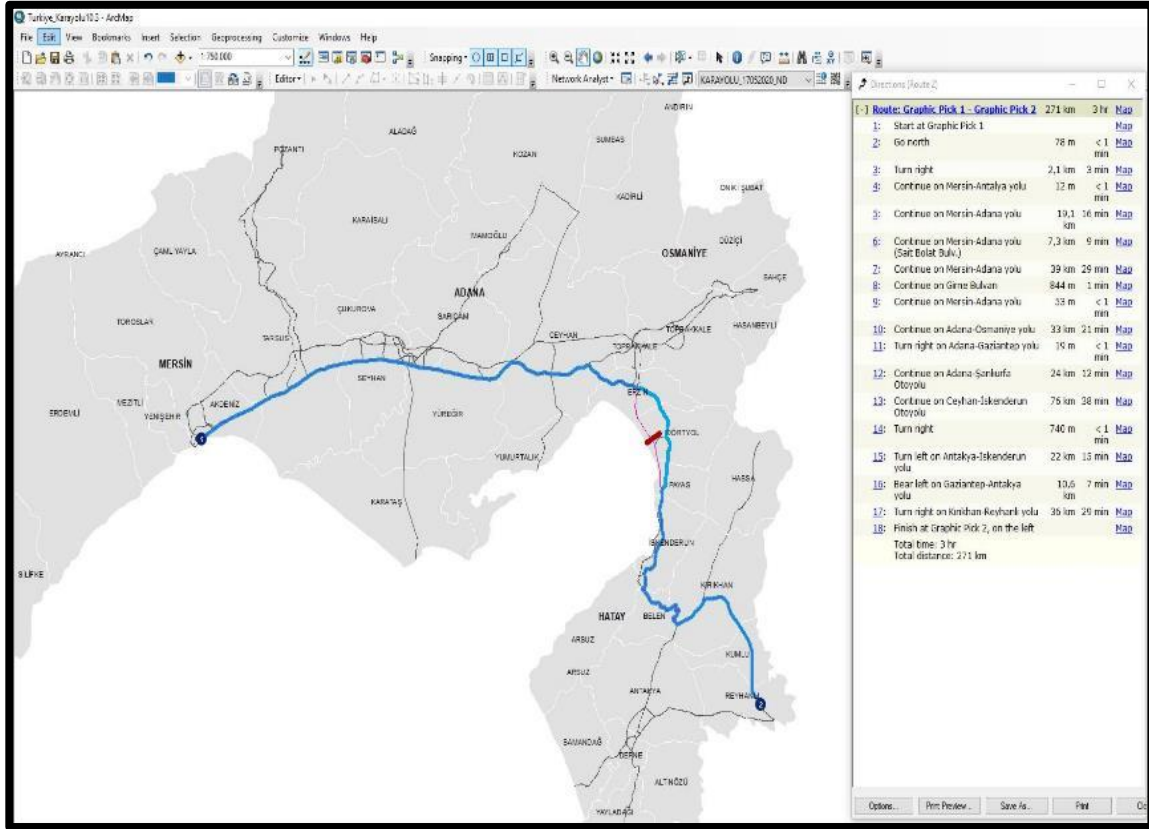 Turkiye_Karayolu10.3 - ArcMap
File Edit View Bookmarks Insert Selection Geoprocessing Customize Windows Help
1:750.000 Snapping
Editor Network Analyst KARAYOLU_17052020_ND
Directions (Route 2)
[-] Route: Graphic Pick 1 - Graphic Pick 2 271 km 3 hr Map
1: Start at Graphic Pick 1 Map
2: Go north 78 m < 1 min Map
3: Turn right 2,1 km 3 min Map
4: Continue on Mersin-Antalya yolu 12 m < 1 min Map
5: Continue on Mersin-Adana yolu 19,1 km 16 min Map
6: Continue on Mersin-Adana yolu 7,3 km 9 min Map
(Sait Bolat Bulv.)
7: Continue on Mersin-Adana yolu 39 km 29 min Map
8: Continue on Girne Bulvarı 844 m 1 min Map
9: Continue on Mersin-Adana yolu 53 m < 1 min Map
10: Continue on Adana-Osmaniye yolu 33 km 21 min Map
11: Turn right on Adana-Gaziantep yolu 19 m < 1 min Map
12: Continue on Adana-Şanlıurfa 24 km 12 min Map
Otoyolu
13: Continue on Ceyhan-İskenderun 76 km 38 min Map
Otoyolu
14: Turn right 740 m < 1 min Map
15: Turn left on Antakya-İskenderun 22 km 15 min Map
yolu
16: Bear left on Gaziantep-Antakya 10,6 km 7 min Map
yolu
17: Turn right on Kırıkhan-Reyhanlı yolu 36 km 29 min Map
18: Finish at Graphic Pick 2, on the left Map
Total time: 3 hr
Total distance: 271 km
Options... Print Preview... Save As... Print
ANDIRIN
ALADAĞ
SUMBAS
POZANTI
KOZAN
KADİRLİ
ONİKİŞUBAT
KARAİSALI
İMAMOĞLU
DÜZİÇİ
AYRANCI
ÇAMLIYAYLA
OSMANİYE
BAHÇE
ADANA
ÇUKUROVA
SARIÇAM
TOROSLAR
CEYHAN
TOPRAKKALE
HASANBEYLİ
TARSUS
TOPRAKKALE
MERSİN
SEYHAN
ERZİN
MEZİTLİ
AKDENİZ
ERDEMLİ
YENİŞEHİR
YÜREĞİR
DÖRTYOL
1
YUMURTALIK
HASSA
PAYAS
KARATAŞ
İSKENDERUN
SİLİFKE
KIRIKHAN
HATAY
BELEN
ARSUZ
KUMLU
ARSUZ
ANTAKYA
REYHANLI
2
SAMANDAĞ
DEFNE
ALTINÖZÜ
YAYLADAĞI